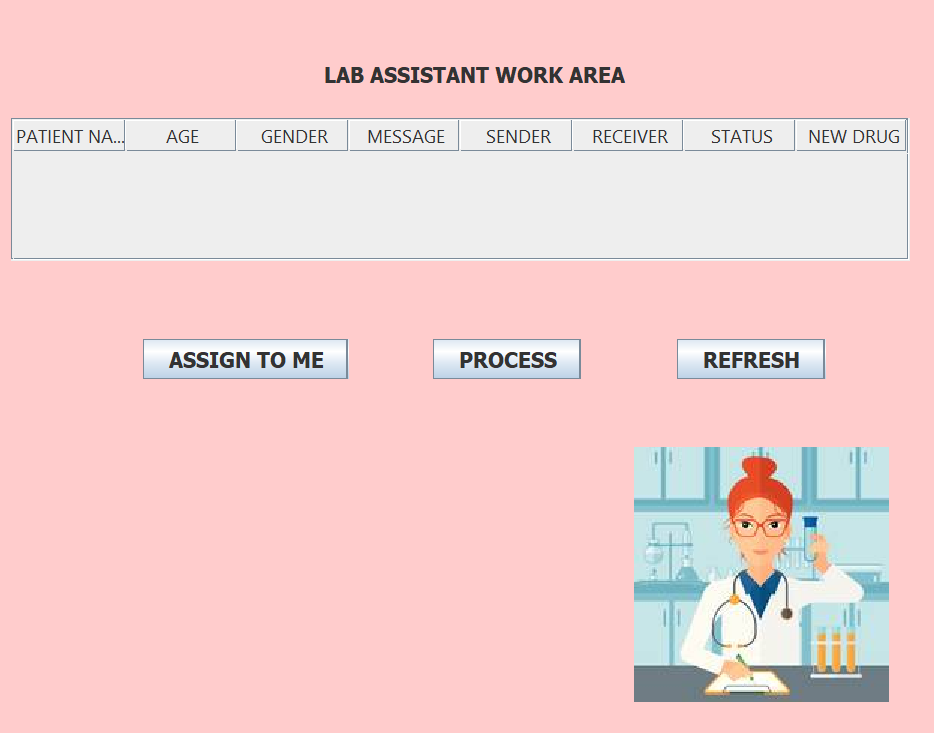 LAB ASSISTANT WORK AREA
PATIENT NA... AGE GENDER MESSAGE SENDER RECEIVER STATUS NEW DRUG
ASSIGN TO ME PROCESS REFRESH